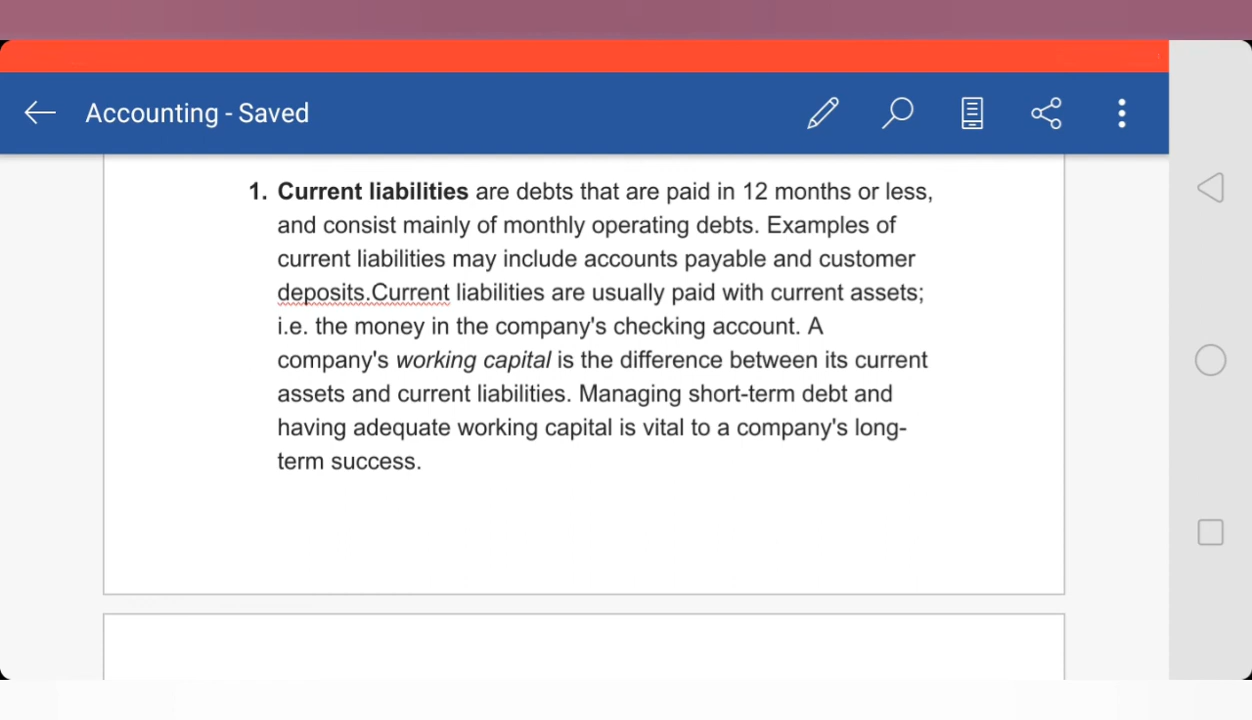 Accounting - Saved
1. Current liabilities are debts that are paid in 12 months or less,
and consist mainly of monthly operating debts. Examples of
current liabilities may include accounts payable and customer
deposits.Current liabilities are usually paid with current assets;
i.e. the money in the company's checking account. A
company's working capital is the difference between its current
assets and current liabilities. Managing short-term debt and
having adequate working capital is vital to a company's long-
term success.